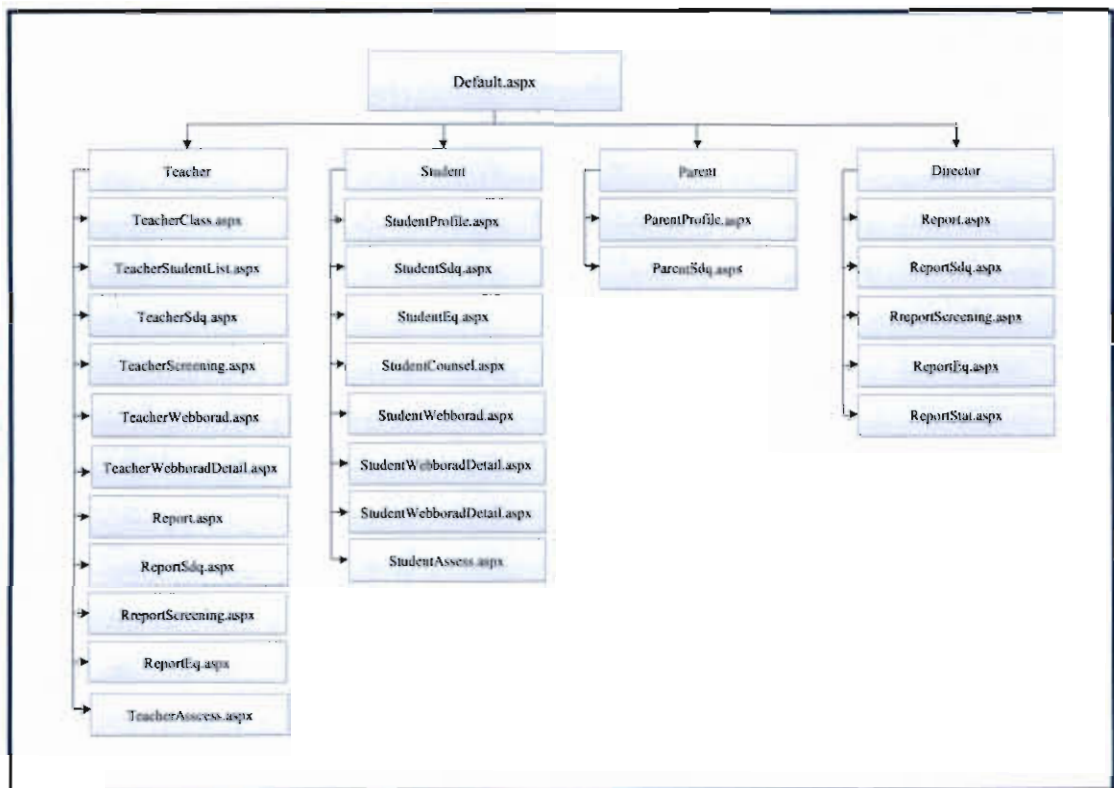 Default.aspx
Teacher
TeacherClass.aspx
TeacherStudentList.aspx
TeacherSdq.aspx
TeacherScreening.aspx
TeacherWebborad.aspx
TeacherWebboradDetail.aspx
Report.aspx
ReportSdq.aspx
RreportScreening.aspx
ReportEq.aspx
TeacherAsscess.aspx
Student
StudentProfile.aspx
StudentSdq.aspx
StudentEq.aspx
StudentCounsel.aspx
StudentWebborad.aspx
StudentWebboradDetail.aspx
StudentWebboradDetail.aspx
StudentAssess.aspx
Parent
ParentProfile.aspx
ParentSdq.aspx
Director
Report.aspx
ReportSdq.aspx
RreportScreening.aspx
ReportEq.aspx
ReportStat.aspx